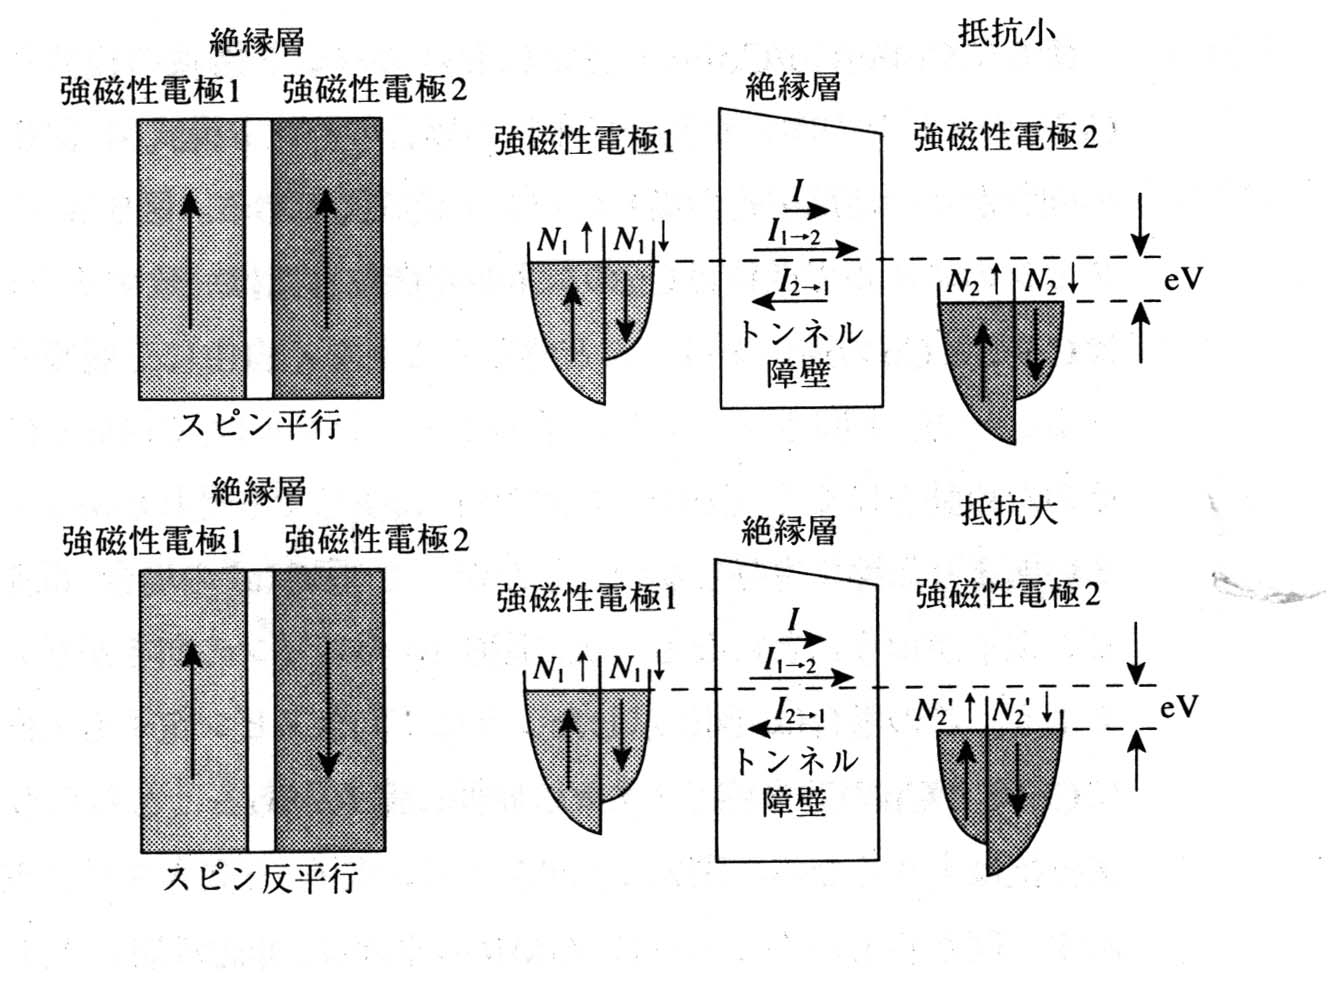 絶縁層
強磁性電極1 強磁性電極2
スピン平行
抵抗小
絶縁層
強磁性電極1
強磁性電極2
N₁↑ N₁↓
I
I₁→₂
I₂→₁
トンネル
障壁
N₂↑ N₂↓
eV
絶縁層
強磁性電極1 強磁性電極2
スピン反平行
抵抗大
絶縁層
強磁性電極1
強磁性電極2
N₁↑ N₁↓
I
I₁→₂
I₂→₁
トンネル
障壁
N₂'↑ N₂'↓
eV